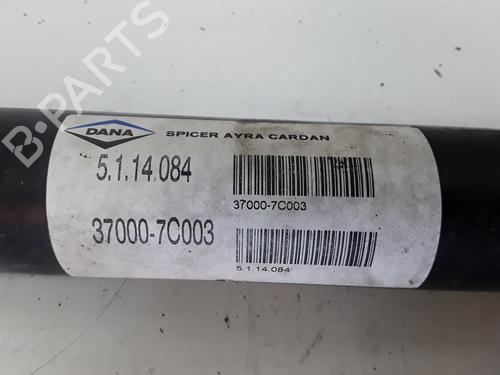 B-PARTS
DANA
SPICER AYRA CARDAN
5.1.14.084
37000-7C003
37000-7C003
5.1.14.084